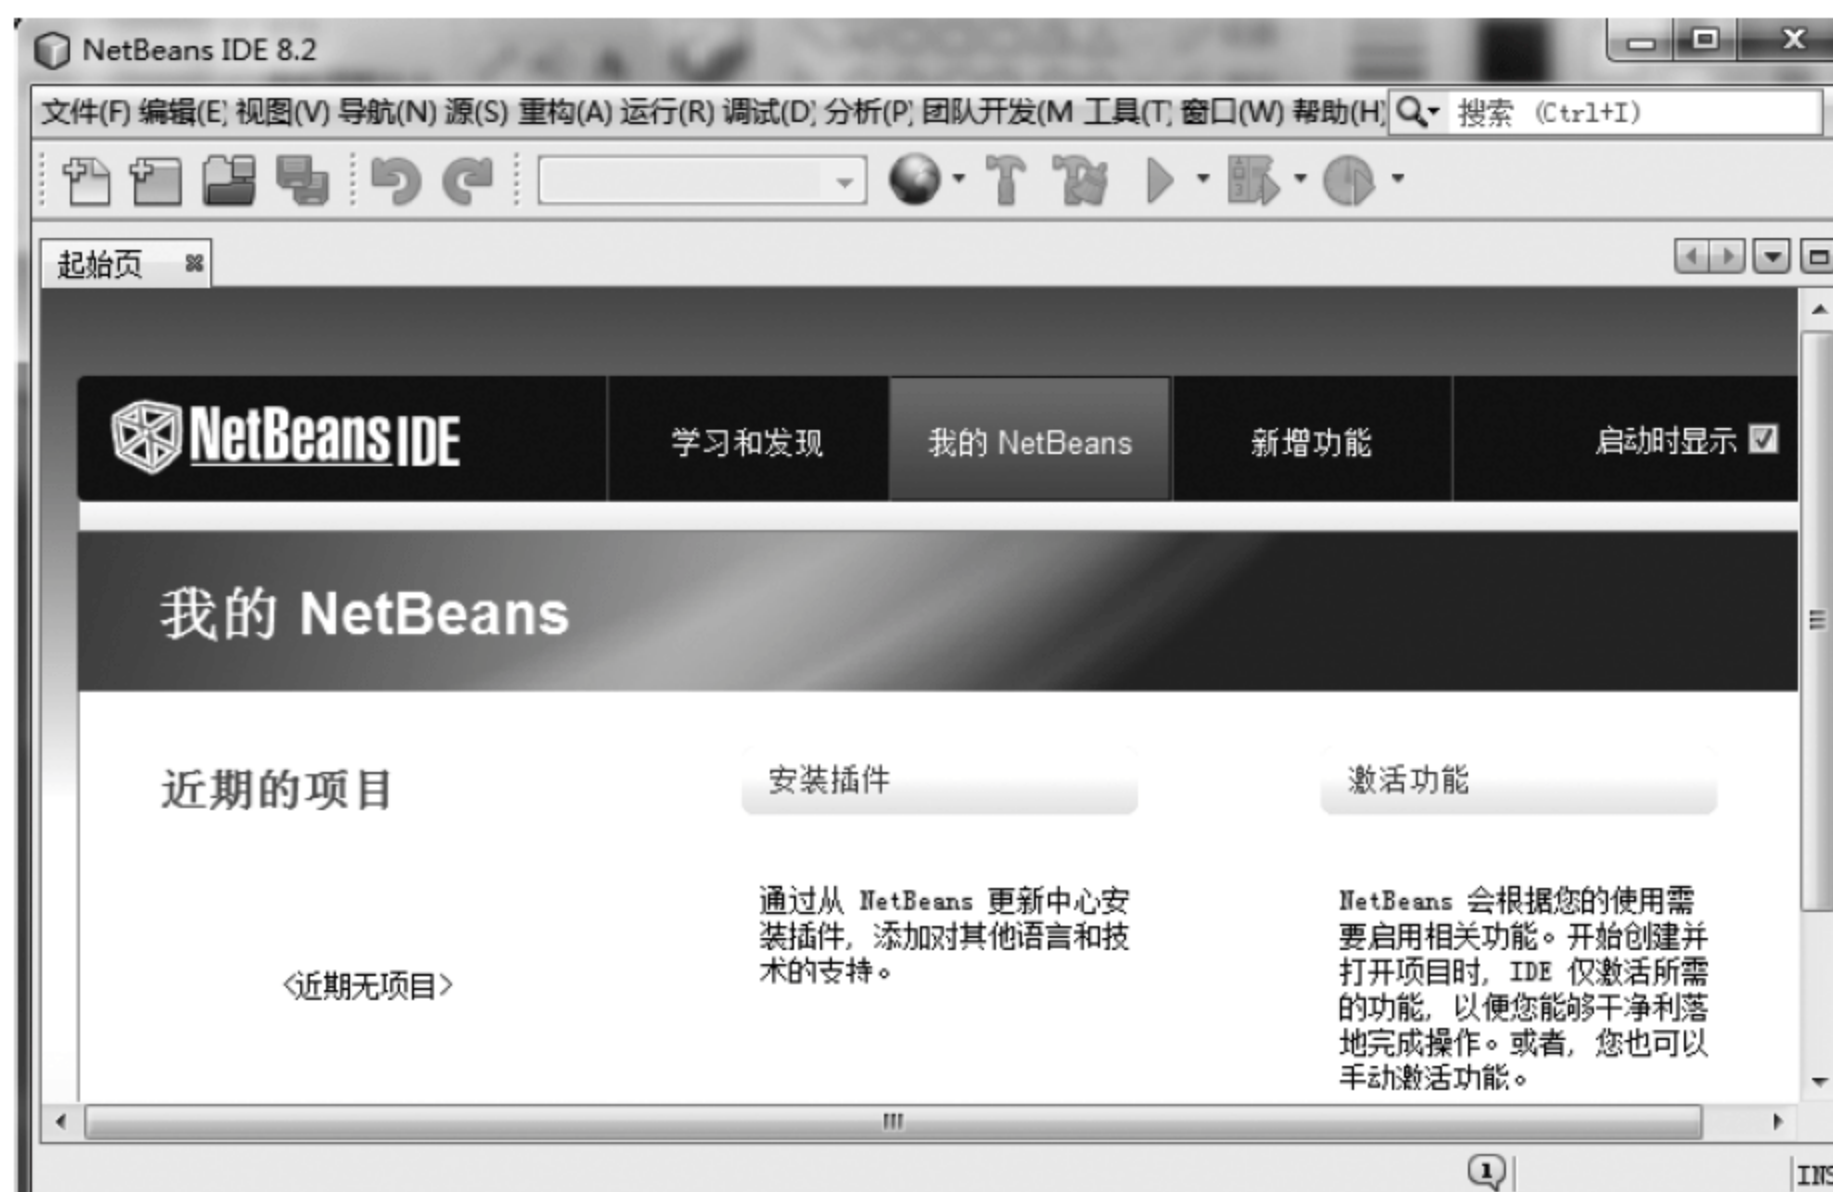 NetBeans IDE 8.2
文件(F) 编辑(E) 视图(V) 导航(N) 源(S) 重构(A) 运行(R) 调试(D) 分析(P) 团队开发(M 工具(T) 窗口(W) 帮助(H) 搜索 (Ctrl+I)
起始页
NetBeans IDE 学习和发现 我的 NetBeans 新增功能 启动时显示
我的 NetBeans
近期的项目 安装插件 激活功能
<近期无项目>
通过从 NetBeans 更新中心安
装插件, 添加对其他语言和技
术的支持。
NetBeans 会根据您的使用需
要启用相关功能。开始创建并
打开项目时, IDE 仅激活所需
的功能, 以便您能够干净利落
地完成操作。或者, 您也可以
手动激活功能。
1
INS